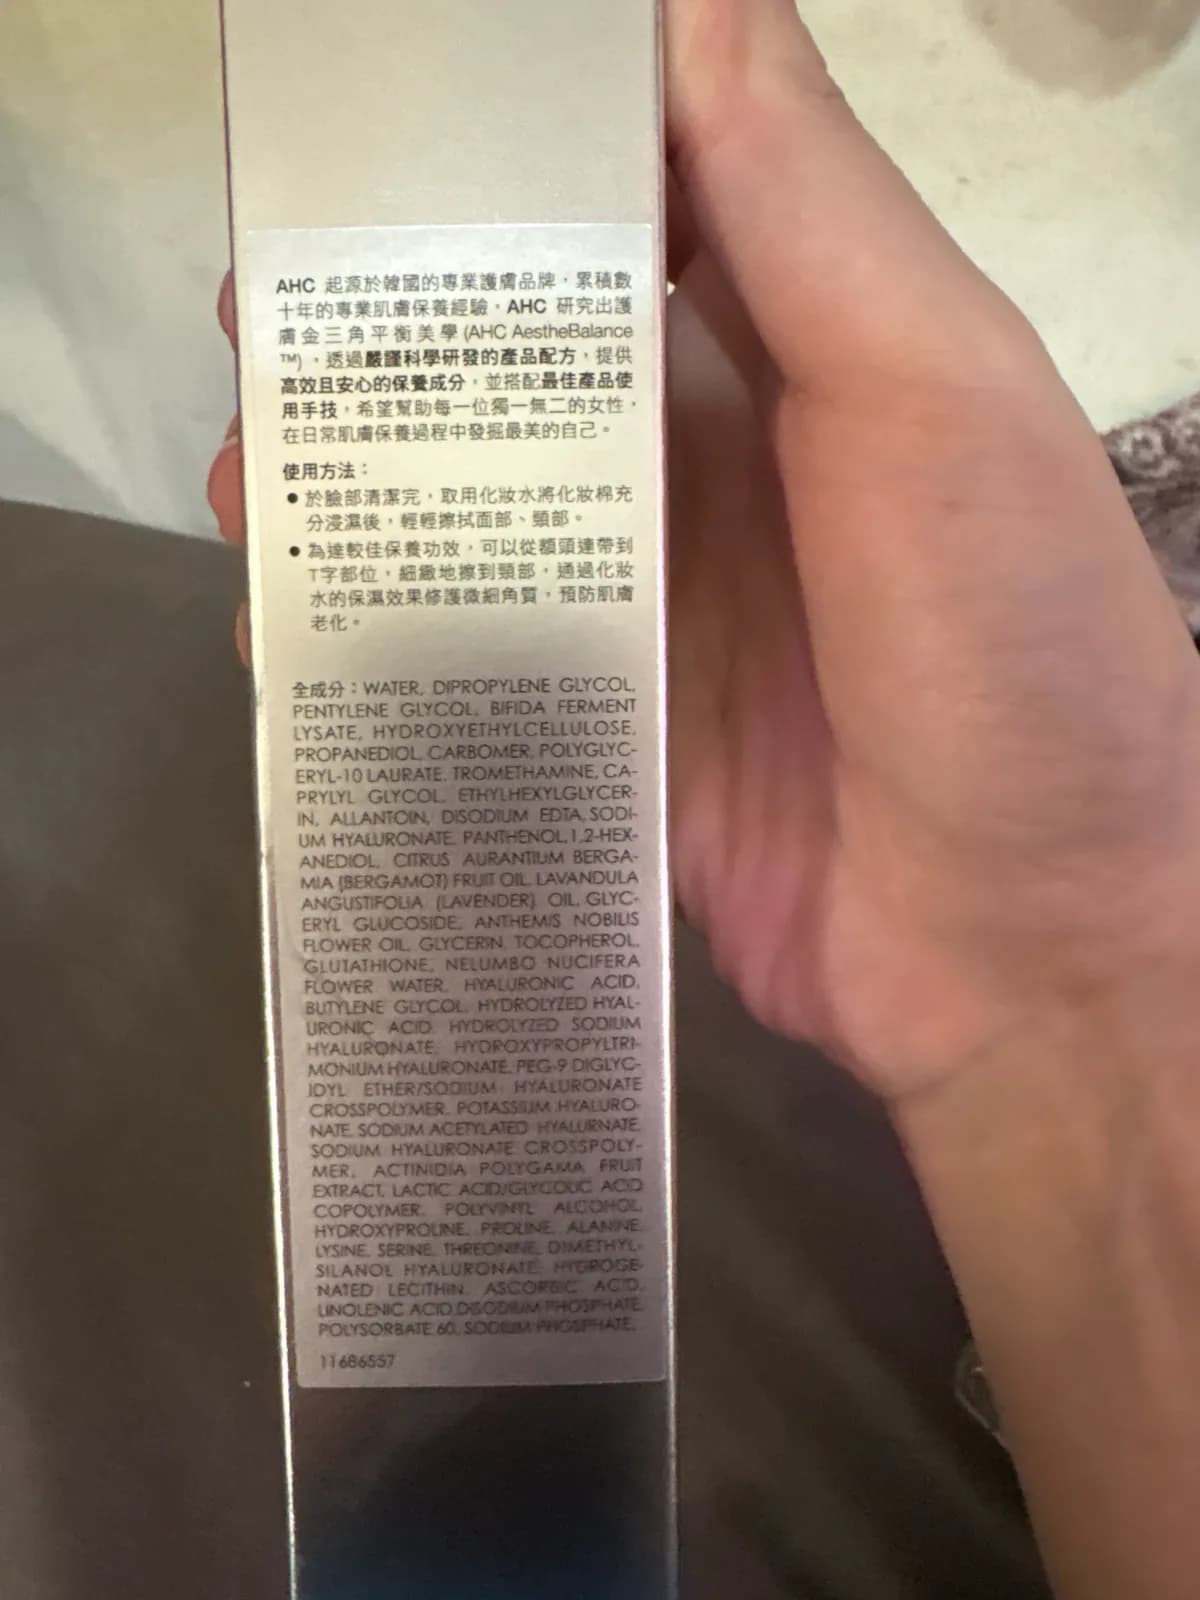 AHC 起源於韓國的專業護膚品牌，累積數
十年的專業肌膚保養經驗，AHC 研究出護
膚金三角平衡美學(AHC AestheBalance
™)，透過嚴謹科學研發的產品配方，提供
高效且安心的保養成分，並搭配最佳產品使
用手技，希望幫助每一位獨一無二的女性，
在日常肌膚保養過程中發掘最美的自己。
使用方法：
● 於臉部清潔完，取用化妝水將化妝棉充
分浸濕後，輕輕擦拭面部、頸部。
● 為達較佳保養功效，可以從額頭連帶到
T字部位，細緻地擦到頸部，通過化妝
水的保濕效果修護微細角質，預防肌膚
老化。
全成分：WATER, DIPROPYLENE GLYCOL,
PENTYLENE GLYCOL, BIFIDA FERMENT
LYSATE, HYDROXYETHYLCELLULOSE,
PROPANEDIOL, CARBOMER, POLYGLYC-
ERYL-10 LAURATE, TROMETHAMINE, CA-
PRYLYL GLYCOL, ETHYLHEXYLGLYCER-
IN, ALLANTOIN, DISODIUM EDTA, SODI-
UM HYALURONATE, PANTHENOL,1,2-HEX-
ANEDIOL, CITRUS AURANTIUM BERGA-
MIA (BERGAMOT) FRUIT OIL, LAVANDULA
ANGUSTIFOLIA (LAVENDER) OIL, GLYC-
ERYL GLUCOSIDE, ANTHEMIS NOBILIS
FLOWER OIL, GLYCERIN, TOCOPHEROL,
GLUTATHIONE, NELUMBO NUCIFERA
FLOWER WATER, HYALURONIC ACID,
BUTYLENE GLYCOL, HYDROLYZED HYAL-
URONIC ACID, HYDROLYZED SODIUM
HYALURONATE, HYDROXYPROPYLTRI-
MONIUM HYALURONATE, PEG-9 DIGLYC-
IDYL ETHER/SODIUM HYALURONATE
CROSSPOLYMER, POTASSIUM HYALURO-
NATE, SODIUM ACETYLATED HYALURNATE,
SODIUM HYALURONATE CROSSPOLY-
MER, ACTINIDIA POLYGAMA FRUIT
EXTRACT, LACTIC ACID/GLYCOLIC ACID
COPOLYMER, POLYVINYL ALCOHOL,
HYDROXYPROLINE, PROLINE, ALANINE,
LYSINE, SERINE, THREONINE, DIMETHYL-
SILANOL HYALURONATE, HYDROGE-
NATED LECITHIN, ASCORBIC ACID,
LINOLENIC ACID,DISODIUM PHOSPHATE,
POLYSORBATE 60, SODIUM PHOSPHATE,
11686557